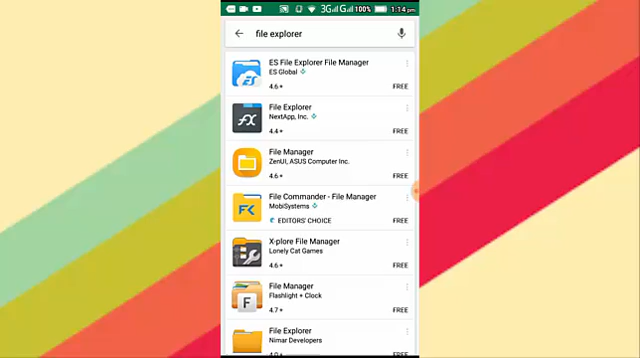 3G G 100% 1:14 pm
file explorer
ES File Explorer File Manager
ES Global
4.6
FREE
File Explorer
NextApp, Inc.
4.4
FREE
File Manager
ZenUI, ASUS Computer Inc.
4.6
FREE
File Commander - File Manager
MobiSystems
EDITORS' CHOICE
FREE
X-plore File Manager
Lonely Cat Games
4.6
FREE
File Manager
Flashlight + Clock
4.7
FREE
File Explorer
Nimar Developers